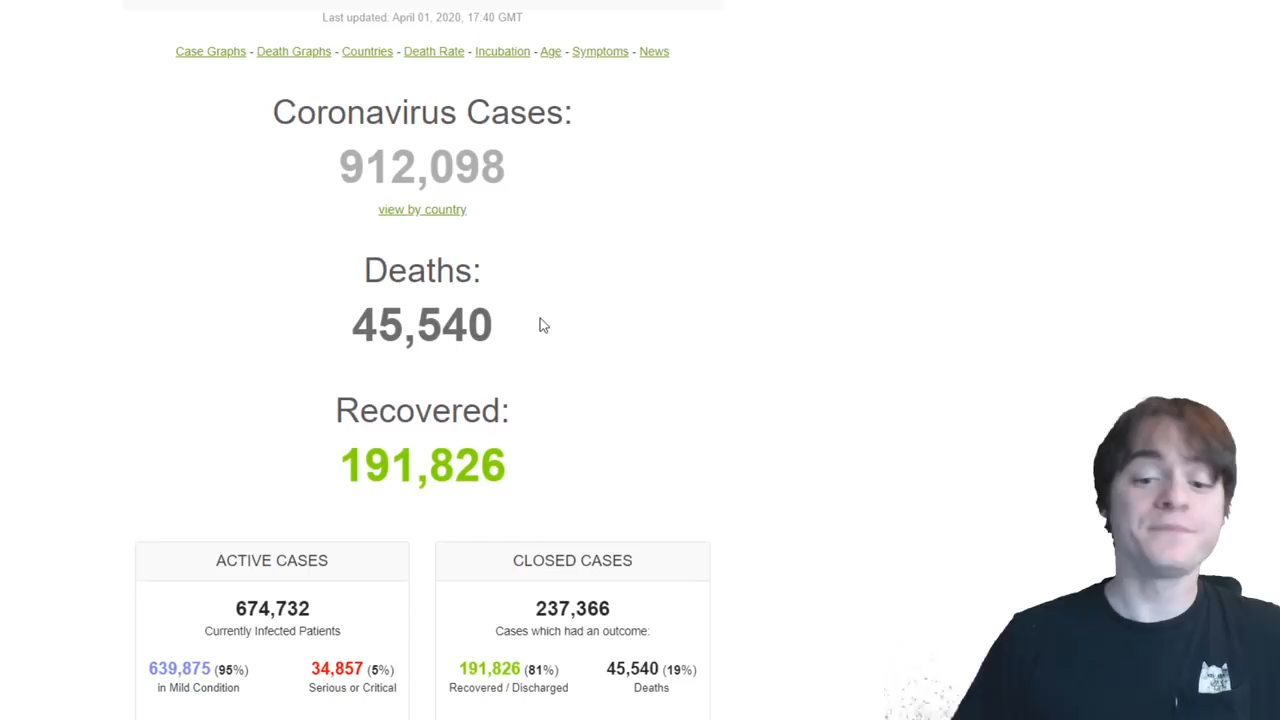 Last updated: April 01, 2020, 17:40 GMT
Case Graphs - Death Graphs - Countries - Death Rate - Incubation - Age - Symptoms - News
Coronavirus Cases:
912,098
view by country
Deaths:
45,540
Recovered:
191,826
ACTIVE CASES
674,732
Currently Infected Patients
639,875 (95%)
in Mild Condition
34,857 (5%)
Serious or Critical
CLOSED CASES
237,366
Cases which had an outcome:
191,826 (81%)
Recovered / Discharged
45,540 (19%)
Deaths